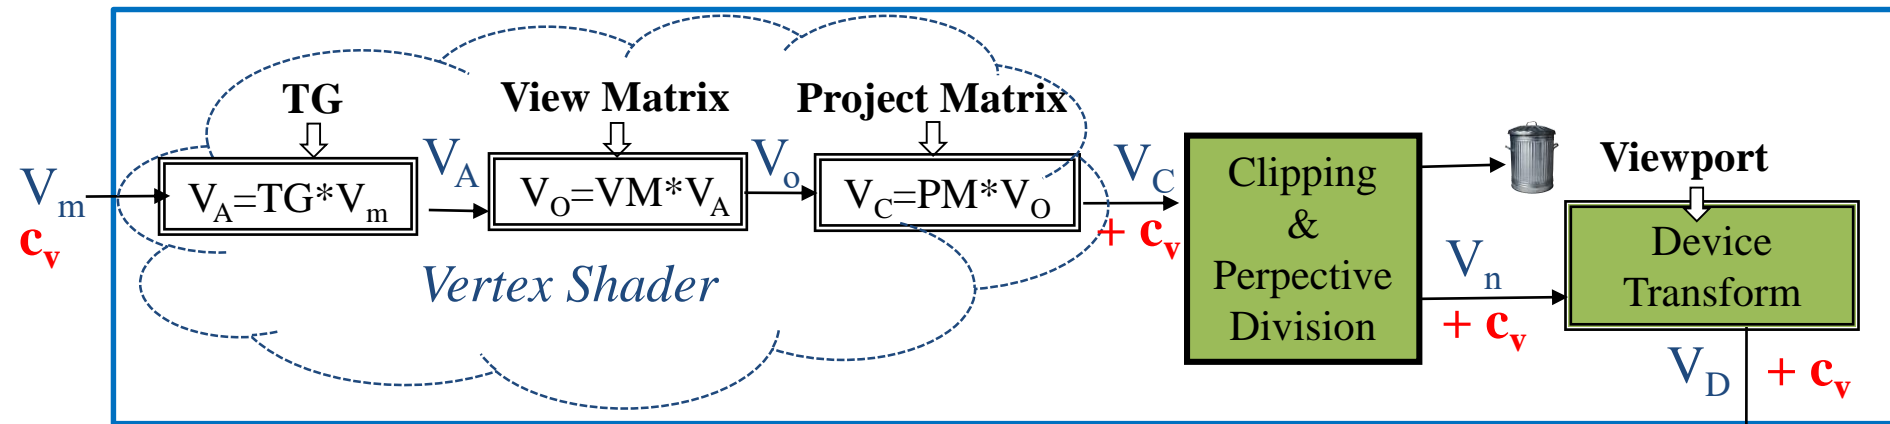 TG
View Matrix
Project Matrix
V_m
c_v
V_A=TG*V_m
V_A
V_O=VM*V_A
V_o
V_C=PM*V_O
V_C
+ c_v
Vertex Shader
Clipping
&
Perpective
Division
V_n
+ c_v
Viewport
Device
Transform
V_D
+ c_v